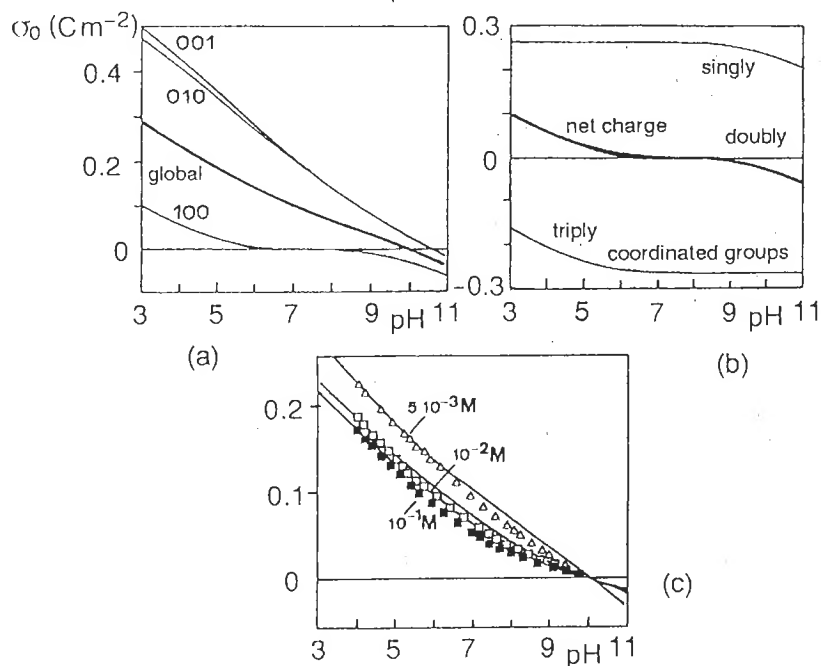 σ₀ (Cm⁻²)
0.4
0.2
0
001
010
global
100
3 5 7 9 11
pH
(a)
0.3
0
-0.3
singly
net charge
doubly
triply
coordinated groups
3 5 7 9 11
pH
(b)
0.2
0.1
0
5 10⁻³M
10⁻²M
10⁻¹M
3 5 7 9 11
pH
(c)